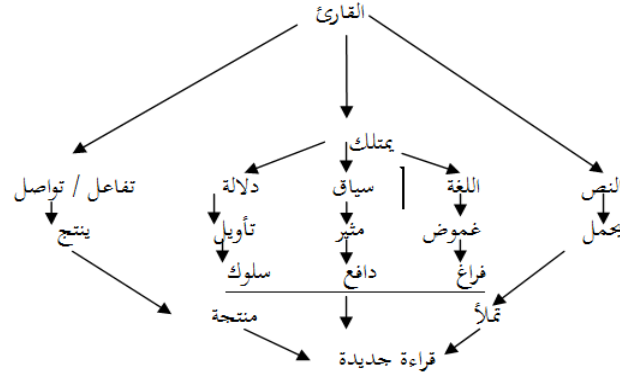 القارئ
يمتلك
النص اللغة سياق دلالة تفاعل / تواصل
يحمل غموض مثير تأويل ينتج
فراغ دافع سلوك
تملأ منتجة
قراءة جديدة